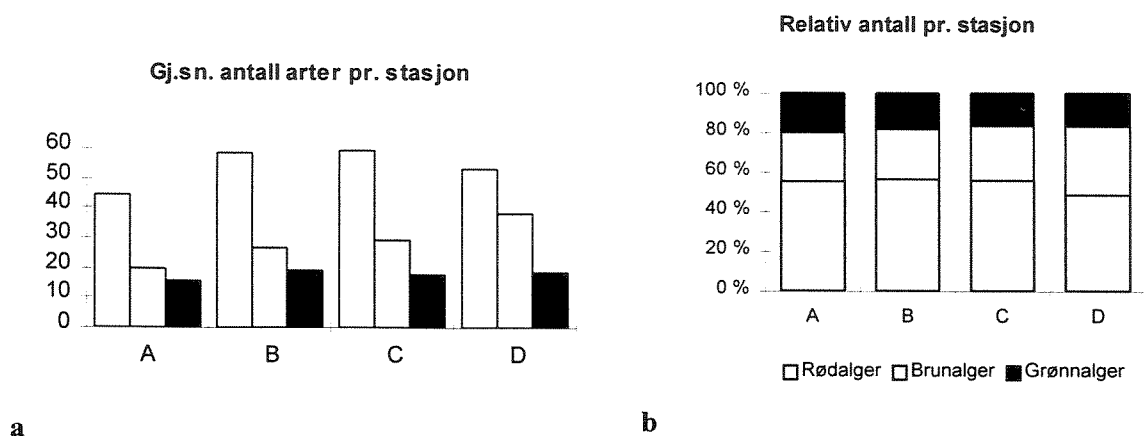 Gj.sn. antall arter pr. stasjon
60
50
40
30
20
10
0
A B C D
a
Relativ antall pr. stasjon
100 %
80 %
60 %
40 %
20 %
0 %
A B C D
Rødalger Brunalger Grønnalger
b